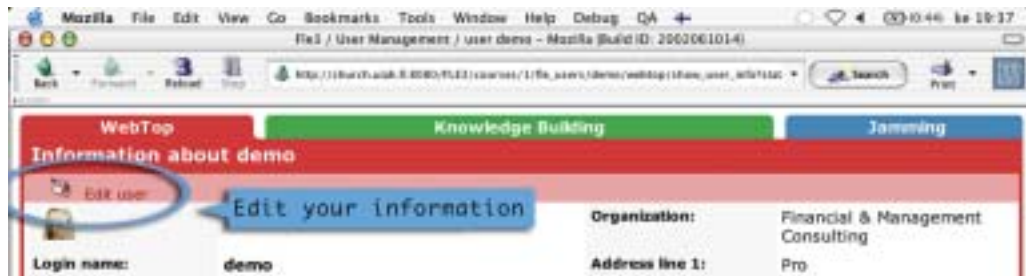 Mozilla File Edit View Go Bookmarks Tools Window Help Debug QA
Fle3 / User Management / user demo – Mozilla {Build ID: 2002061014}
Back Forward Reload Stop Search Print
WebTop Knowledge Building Jamming
Information about demo
Edit user
Edit your information
Organization: Financial & Management
Consulting
Login name: demo Address line 1: Pro